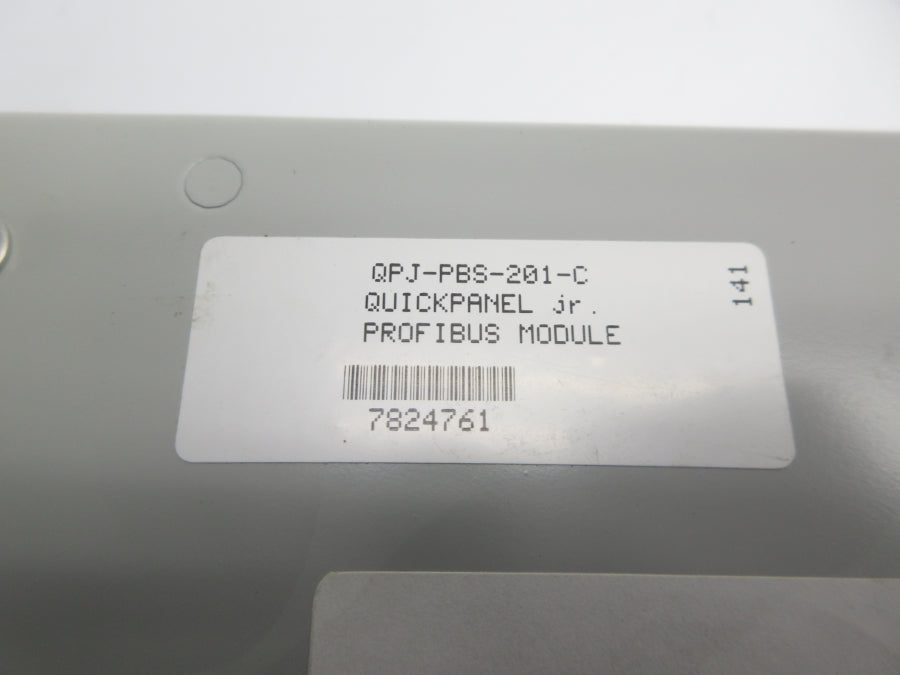 QPJ-PBS-201-C
QUICKPANEL jr.
PROFIBUS MODULE
7824761
141